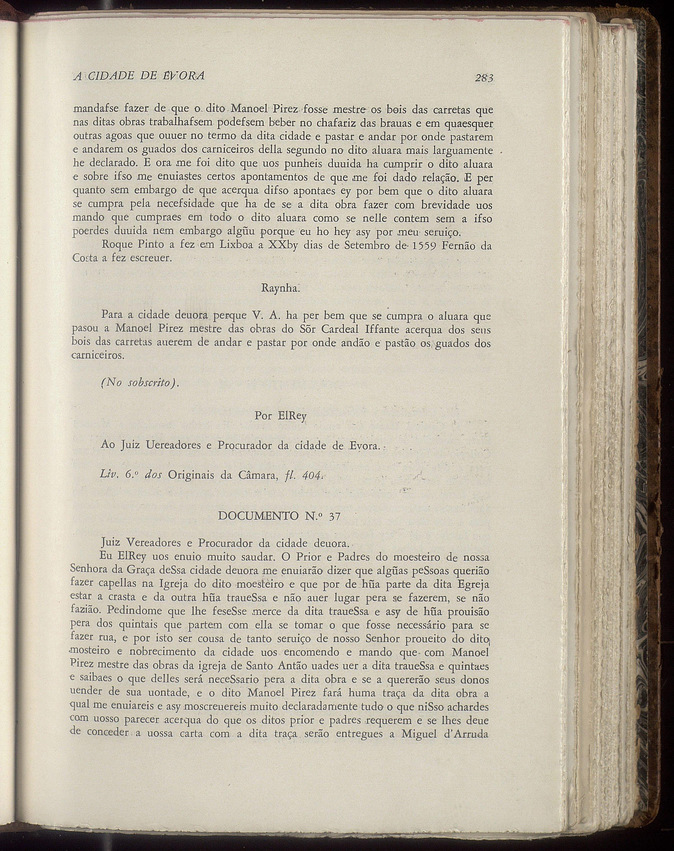 A CIDADE DE ÉVORA 283
mandafse fazer de que o dito Manoel Pirez fosse mestre os bois das carretas que
nas ditas obras trabalhafsem podefsem beber no chafariz das brauas e em quaesquer
outras agoas que ouuer no termo da dita cidade e pastar e andar por onde pastarem
e andarem os guados dos carniceiros della segundo no dito aluara mais larguamente
he declarado. E ora me foi dito que uos punheis duuida ha cumprir o dito aluara
e sobre ifso me enuiastes certos apontamentos de que me foi dado relação. E per
quanto sem embargo de que acerqua difso apontaes ey por bem que o dito aluara
se cumpra pela necefsidade que ha de se a dita obra fazer com brevidade uos
mando que cumpraes em todo o dito aluara como se nelle contem sem a ifso
poerdes duuida nem embargo algũu porque eu ho hey asy por meu seruiço.
Roque Pinto a fez em Lixboa a XXby dias de Setembro de 1559 Fernão da
Costa a fez escreuer.
Raynha.
Para a cidade deuora perque V. A. ha per bem que se cumpra o aluara que
pasou a Manoel Pirez mestre das obras do Sõr Cardeal Iffante acerqua dos seus
bois das carretas auerem de andar e pastar por onde andão e pastão os guados dos
carniceiros.
(No sobscrito).
Por ElRey
Ao Juíz Uereadores e Procurador da cidade de Evora.
Liv. 6.º dos Originais da Câmara, fl. 404.
DOCUMENTO N.º 37
Juiz Vereadores e Procurador da cidade deuora.
Eu ElRey uos enuio muito saudar. O Prior e Padres do moesteiro de nossa
Senhora da Graça deSsa cidade deuora me enuiarão dizer que algũas peSsoas querião
fazer capellas na Igreja do dito moestèiro e que por de hũa parte da dita Egreja
estar a crasta e da outra hũa traueSsa e não auer lugar pera se fazerem, se não
fazião. Pedindome que lhe feseSse merce da dita traueSsa e asy de hũa prouisão
pera dos quintais que partem com ella se tomar o que fosse necessário para se
fazer rua, e por isto ser cousa de tanto seruiço de nosso Senhor proueito do dito
mosteiro e nobrecimento da cidade uos encomendo e mando que com Manoel
Pirez mestre das obras da igreja de Santo Antão uades uer a dita traueSsa e quintaes
e saibaes o que delles será neceSsario pera a dita obra e se a quererão seus donos
uender de sua uontade, e o dito Manoel Pirez fará huma traça da dita obra a
qual me enuiareis e asy moscreuereis muito declaradamente tudo o que niSso achardes
com uosso parecer acerqua do que os ditos prior e padres requerem e se lhes deue
de conceder a uossa carta com a dita traça serão entregues a Miguel d'Arruda